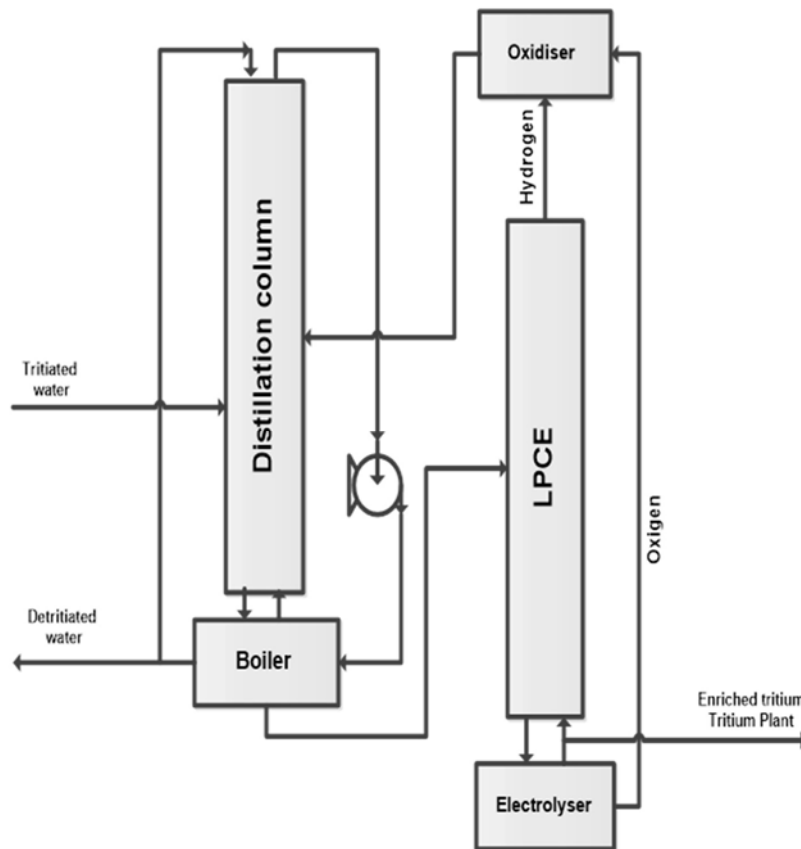 Oxidiser
Hydrogen
Distillation column
Tritiated
water
LPCE
Oxigen
Detritiated
water
Boiler
Enriched tritium
Tritium Plant
Electrolyser